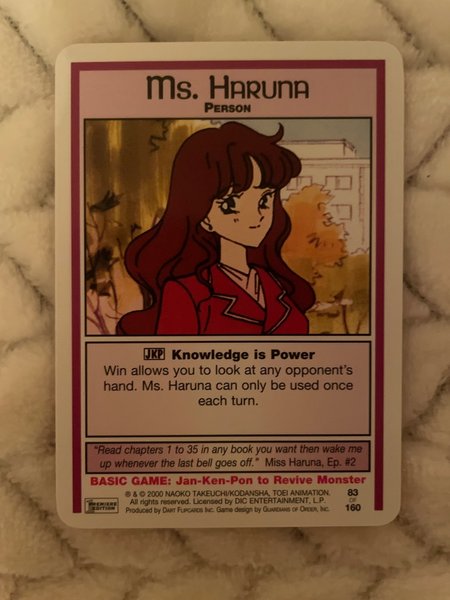 Ms. Haruna
Person
JKP Knowledge is Power
Win allows you to look at any opponent's
hand. Ms. Haruna can only be used once
each turn.
"Read chapters 1 to 35 in any book you want then wake me
up whenever the last bell goes off." Miss Haruna, Ep. #2
BASIC GAME: Jan-Ken-Pon to Revive Monster
PREMIERE
EDITION
® & © 2000 NAOKO TAKEUCHI/KODANSHA, TOEI ANIMATION.
All rights reserved. Licensed by DIC ENTERTAINMENT, L.P.
Produced by Dart Flipcards Inc. Game design by Guardians of Order, Inc.
83
OF
160